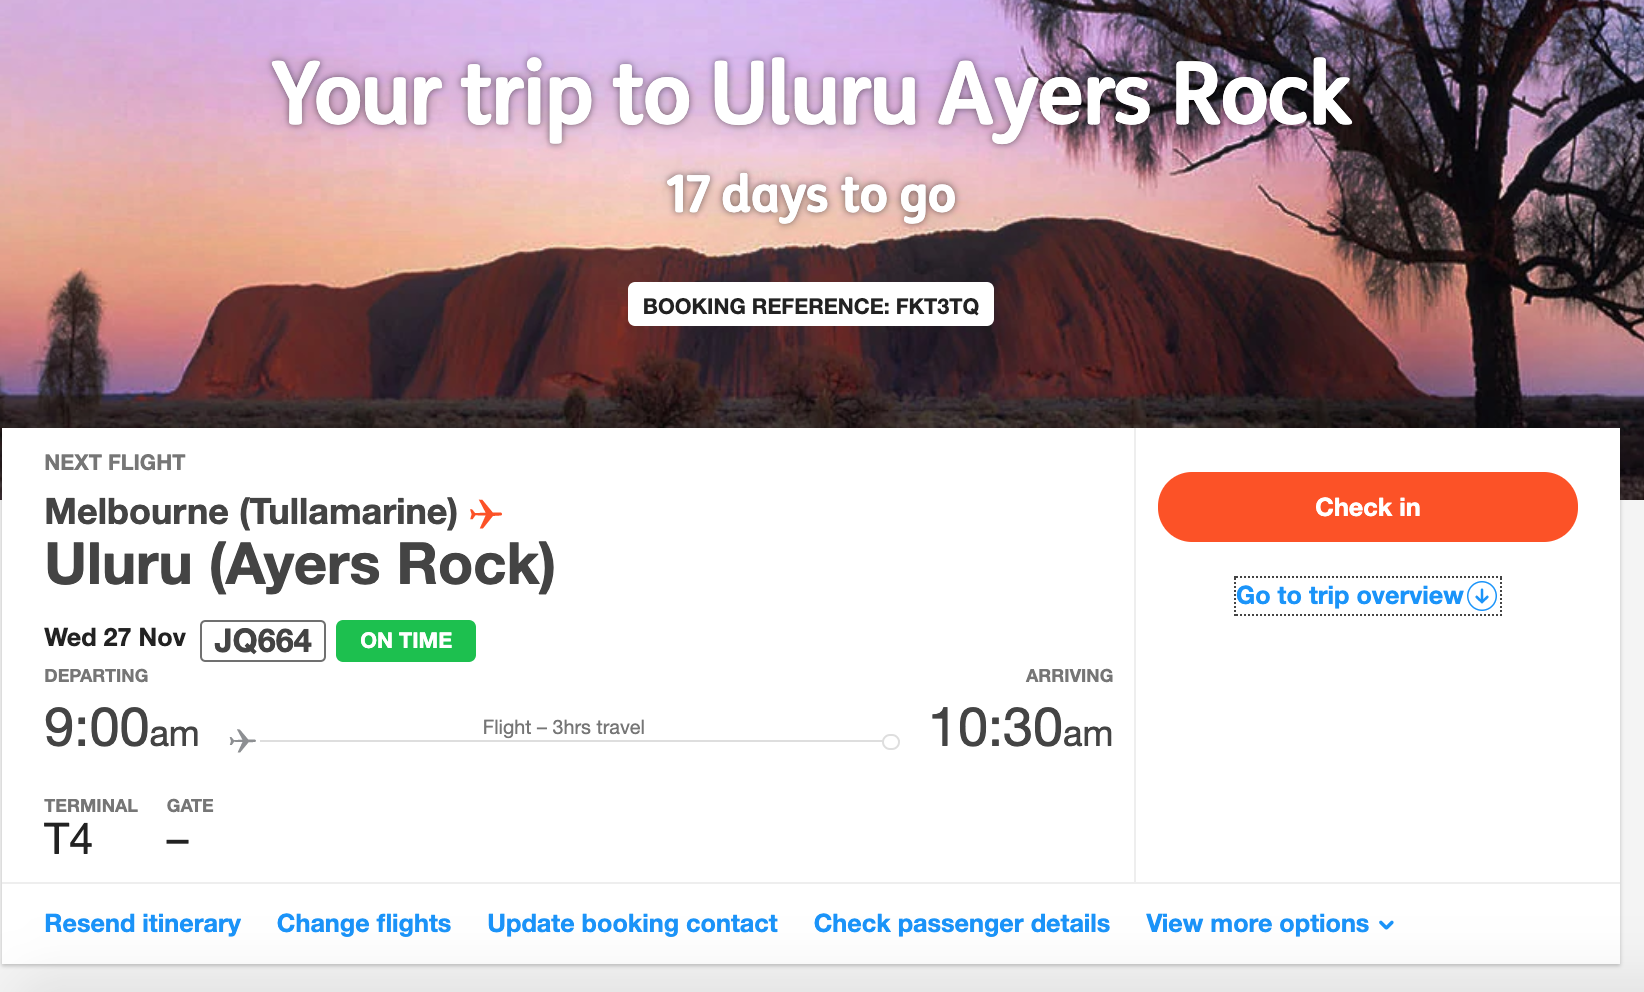 Your trip to Uluru Ayers Rock
17 days to go
BOOKING REFERENCE: FKT3TQ
NEXT FLIGHT
Melbourne (Tullamarine)
Uluru (Ayers Rock)
Wed 27 Nov JQ664 ON TIME
DEPARTING ARRIVING
9:00am Flight – 3hrs travel 10:30am
TERMINAL GATE
T4 –
Check in
Go to trip overview
Resend itinerary Change flights Update booking contact Check passenger details View more options